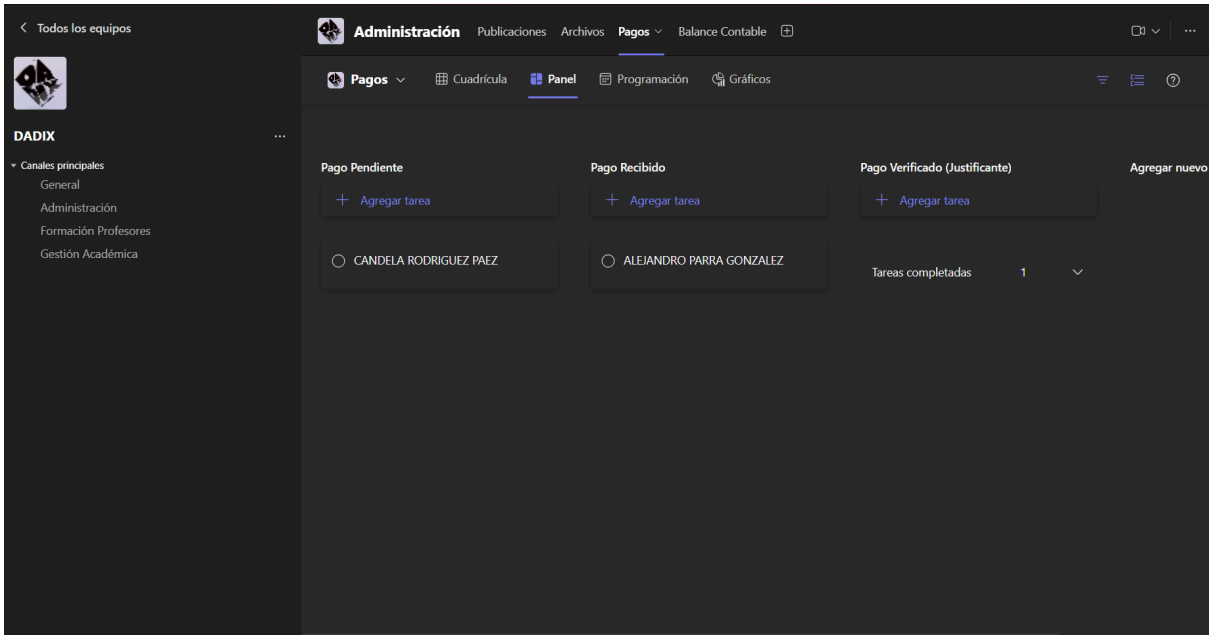 Todos los equipos
DADIX
Canales principales
General
Administración
Formación Profesores
Gestión Académica
Administración Publicaciones Archivos Pagos Balance Contable
Pagos Cuadrícula Panel Programación Gráficos
Pago Pendiente Pago Recibido Pago Verificado (Justificante) Agregar nuevo
Agregar tarea Agregar tarea Agregar tarea
CANDELA RODRIGUEZ PAEZ ALEJANDRO PARRA GONZALEZ
Tareas completadas 1